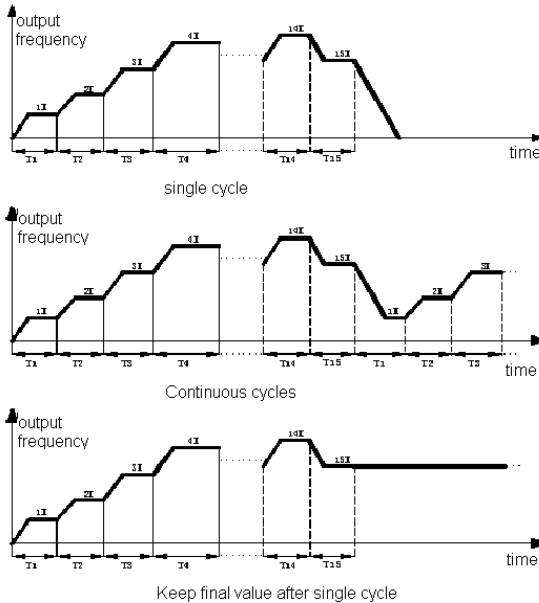 output
frequency
1X
2X
3X
4X
14X
15X
T1
T2
T3
T4
T14
T15
time
single cycle
output
frequency
1X
2X
3X
4X
14X
15X
1X
2X
3X
T1
T2
T3
T4
T14
T15
T1
T2
T3
time
Continuous cycles
output
frequency
1X
2X
3X
4X
14X
15X
T1
T2
T3
T4
T14
T15
time
Keep final value after single cycle